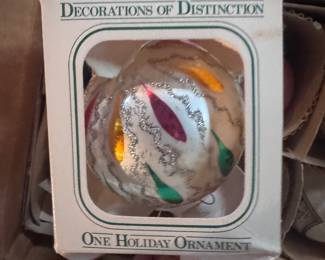 DECORATIONS OF DISTINCTION
ONE HOLIDAY ORNAMENT